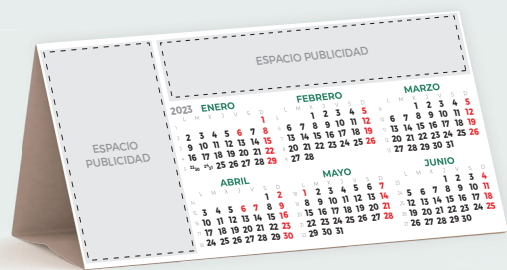 ESPACIO PUBLICIDAD
ESPACIO
PUBLICIDAD
2023 ENERO
L M X J V S D
1
2 3 4 5 6 7 8
9 10 11 12 13 14 15
16 17 18 19 20 21 22
23/30 24/31 25 26 27 28 29
FEBRERO
L M X J V S D
1 2 3 4 5
6 7 8 9 10 11 12
13 14 15 16 17 18 19
20 21 22 23 24 25 26
27 28
MARZO
L M X J V S D
1 2 3 4 5
6 7 8 9 10 11 12
13 14 15 16 17 18 19
20 21 22 23 24 25 26
27 28 29 30 31
ABRIL
L M X J V S D
1 2
3 4 5 6 7 8 9
10 11 12 13 14 15 16
17 18 19 20 21 22 23
24 25 26 27 28 29 30
MAYO
L M X J V S D
1 2 3 4 5 6 7
8 9 10 11 12 13 14
15 16 17 18 19 20 21
22 23 24 25 26 27 28
29 30 31
JUNIO
L M X J V S D
1 2 3 4
5 6 7 8 9 10 11
12 13 14 15 16 17 18
19 20 21 22 23 24 25
26 27 28 29 30